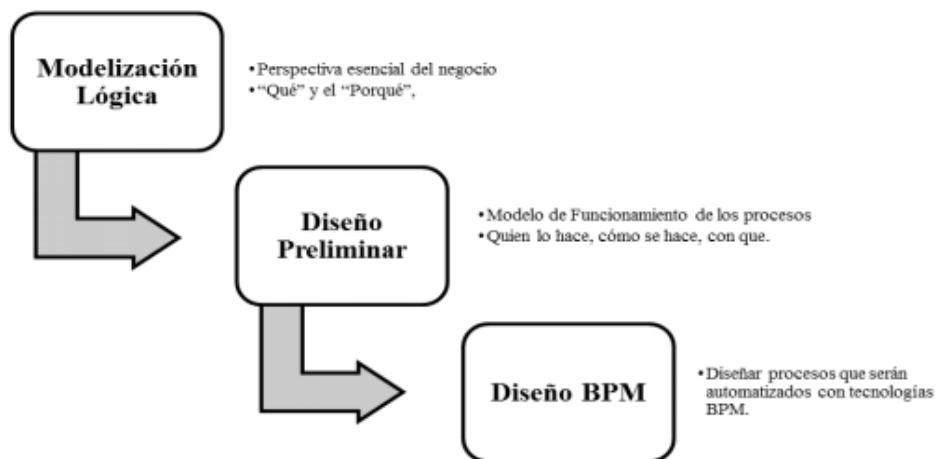 Modelización
Lógica
•Perspectiva esencial del negocio
•“Qué” y el “Porqué”,
Diseño
Preliminar
•Modelo de Funcionamiento de los procesos
•Quien lo hace, cómo se hace, con que.
Diseño BPM
•Diseñar procesos que serán
automatizados con tecnologías
BPM.